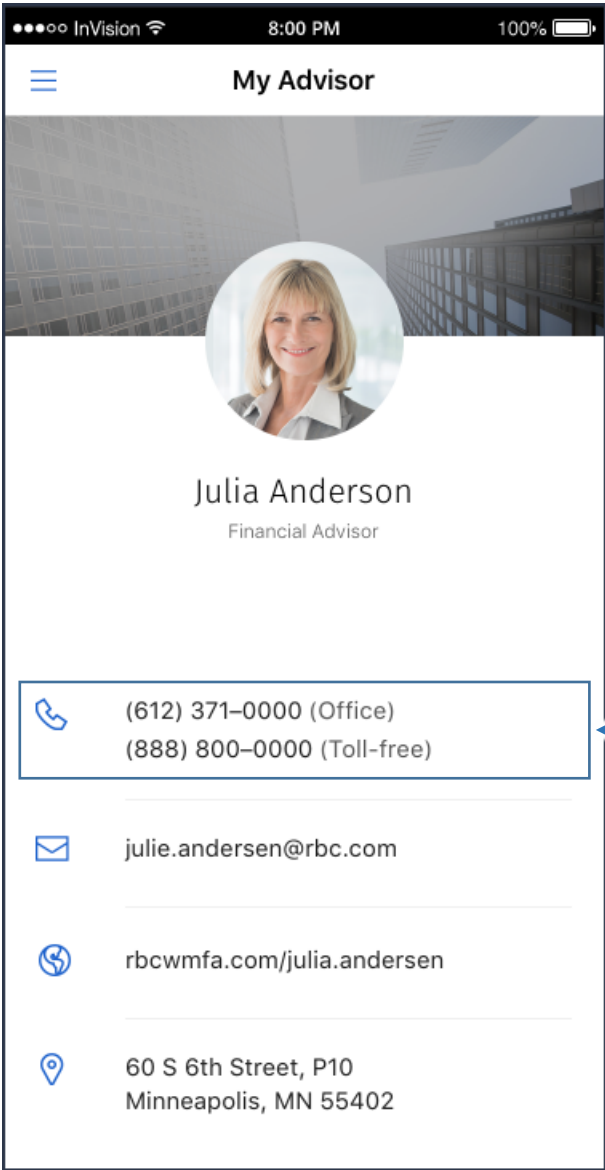 InVision 8:00 PM 100%
My Advisor
Julia Anderson
Financial Advisor
(612) 371–0000 (Office)
(888) 800–0000 (Toll-free)
julie.andersen@rbc.com
rbcwmfa.com/julia.andersen
60 S 6th Street, P10
Minneapolis, MN 55402